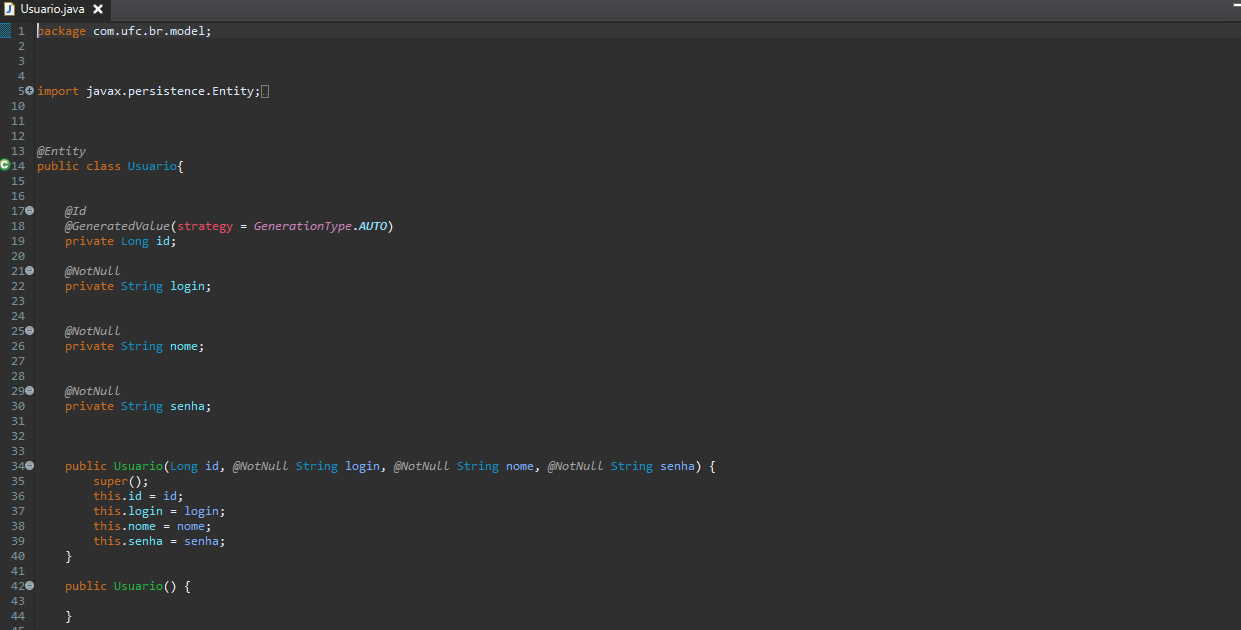 Usuario.java
1 package com.ufc.br.model;
2
3
4
5 import javax.persistence.Entity;
10
11
12
13 @Entity
14 public class Usuario{
15
16
17 @Id
18 @GeneratedValue(strategy = GenerationType.AUTO)
19 private Long id;
20
21 @NotNull
22 private String login;
23
24
25 @NotNull
26 private String nome;
27
28
29 @NotNull
30 private String senha;
31
32
33
34 public Usuario(Long id, @NotNull String login, @NotNull String nome, @NotNull String senha) {
35 super();
36 this.id = id;
37 this.login = login;
38 this.nome = nome;
39 this.senha = senha;
40 }
41
42 public Usuario() {
43
44 }